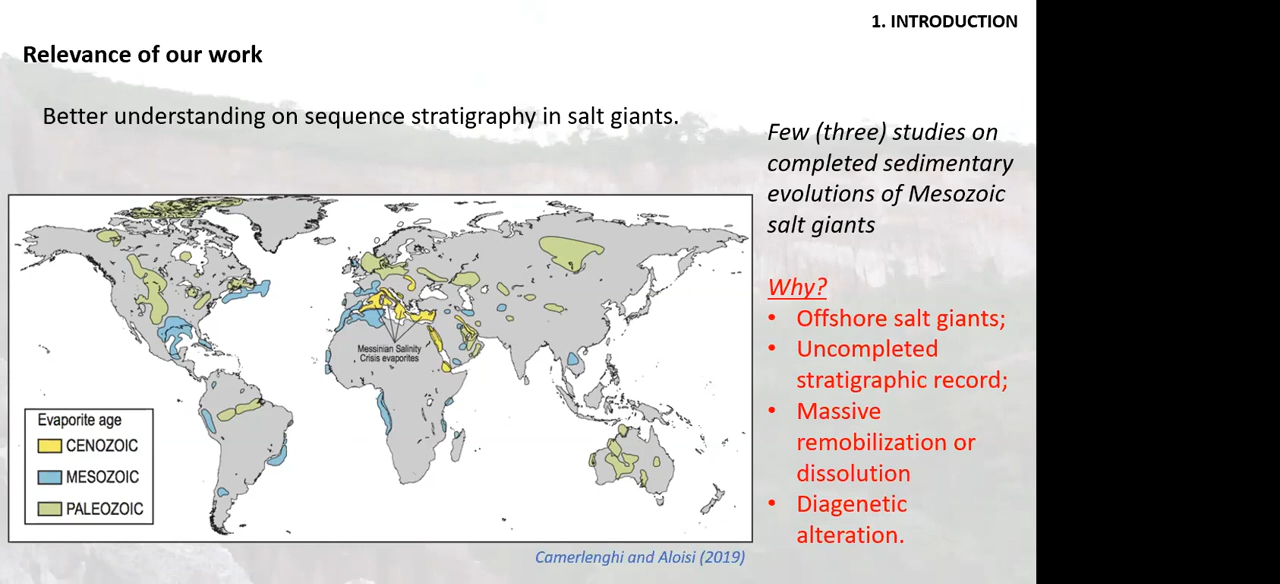 1. INTRODUCTION
Relevance of our work
Better understanding on sequence stratigraphy in salt giants.
Few (three) studies on
completed sedimentary
evolutions of Mesozoic
salt giants
Why?
• Offshore salt giants;
• Uncompleted
stratigraphic record;
• Massive
remobilization or
dissolution
• Diagenetic
alteration.
Messinian Salinity
Crisis evaporites
Evaporite age
CENOZOIC
MESOZOIC
PALEOZOIC
Camerlenghi and Aloisi (2019)